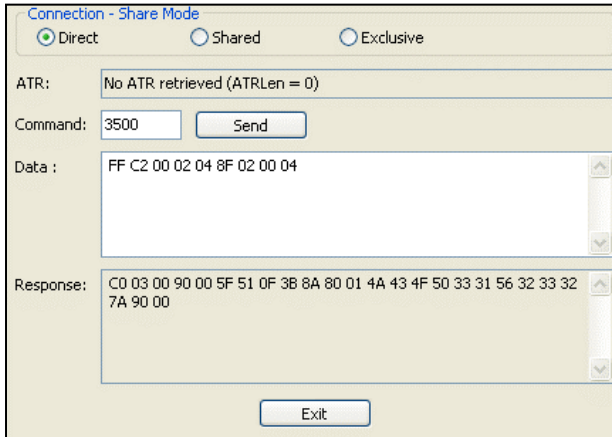 Connection - Share Mode
Direct Shared Exclusive
ATR: No ATR retrieved (ATRLen = 0)
Command: 3500 Send
Data : FF C2 00 02 04 8F 02 00 04
Response: C0 03 00 90 00 5F 51 0F 3B 8A 80 01 4A 43 4F 50 33 31 56 32 33 32
7A 90 00
Exit